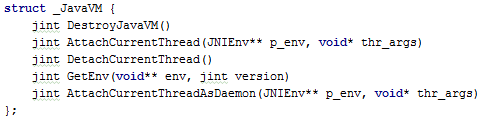 struct _JavaVM {
    jint DestroyJavaVM()
    jint AttachCurrentThread(JNIEnv** p_env, void* thr_args)
    jint DetachCurrentThread()
    jint GetEnv(void** env, jint version)
    jint AttachCurrentThreadAsDaemon(JNIEnv** p_env, void* thr_args)
};